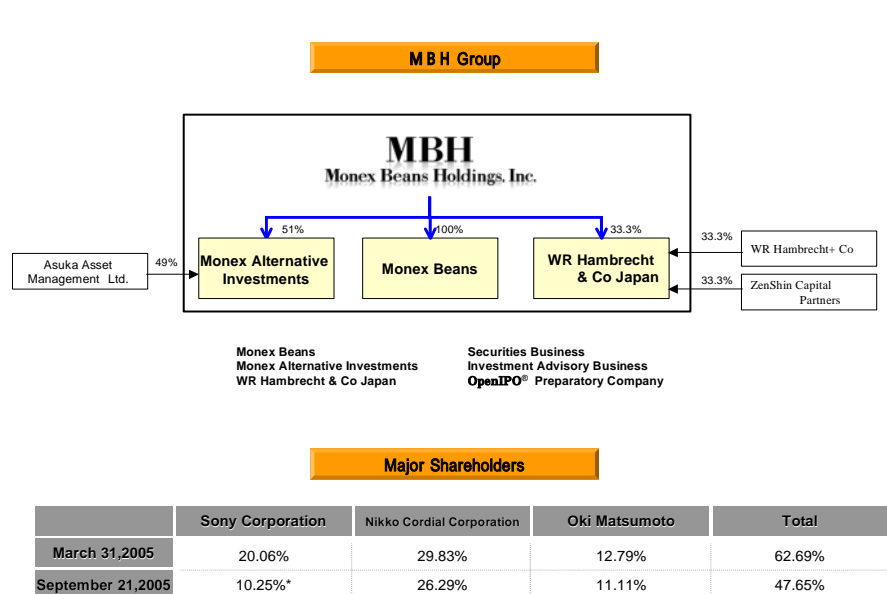 M B H Group
MBH
Monex Beans Holdings, Inc.
51%
100%
33.3%
33.3%
WR Hambrecht+ Co
49%
Asuka Asset
Management Ltd.
Monex Alternative
Investments
Monex Beans
WR Hambrecht
& Co Japan
33.3%
ZenShin Capital
Partners
Monex Beans Securities Business
Monex Alternative Investments Investment Advisory Business
WR Hambrecht & Co Japan OpenIPO® Preparatory Company
Major Shareholders
Sony Corporation Nikko Cordial Corporation Oki Matsumoto Total
March 31,2005 20.06% 29.83% 12.79% 62.69%
September 21,2005 10.25%* 26.29% 11.11% 47.65%